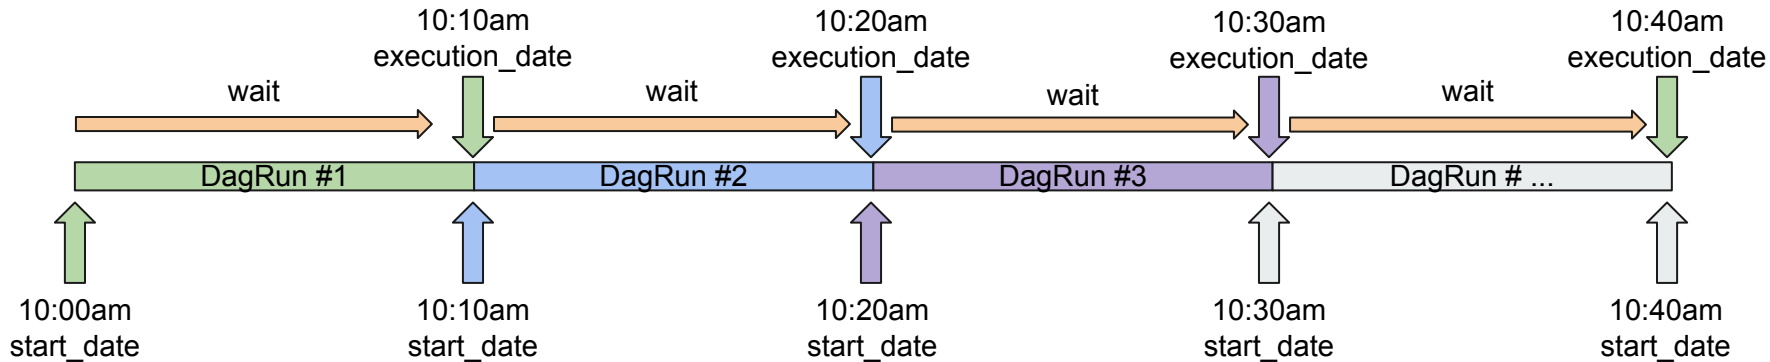 10:10am
execution_date
10:20am
execution_date
10:30am
execution_date
10:40am
execution_date
wait
wait
wait
wait
DagRun #1
DagRun #2
DagRun #3
DagRun # ...
10:00am
start_date
10:10am
start_date
10:20am
start_date
10:30am
start_date
10:40am
start_date